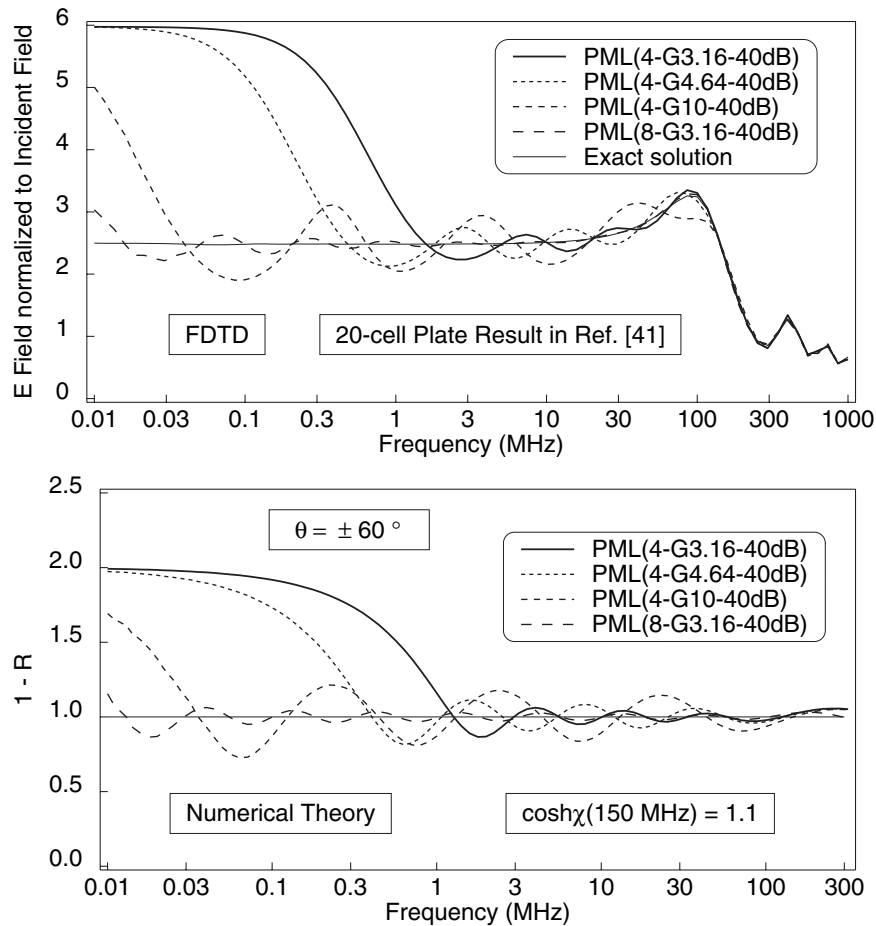 E Field normalized to Incident Field
6
5
4
3
2
1
0
PML(4-G3.16-40dB)
PML(4-G4.64-40dB)
PML(4-G10-40dB)
PML(8-G3.16-40dB)
Exact solution
FDTD
20-cell Plate Result in Ref. [41]
0.01 0.03 0.1 0.3 1 3 10 30 100 300 1000
Frequency (MHz)
1 - R
2.5
2.0
1.5
1.0
0.5
0.0
θ = ± 60 °
PML(4-G3.16-40dB)
PML(4-G4.64-40dB)
PML(4-G10-40dB)
PML(8-G3.16-40dB)
Numerical Theory
coshχ(150 MHz) = 1.1
0.01 0.03 0.1 0.3 1 3 10 30 100 300
Frequency (MHz)